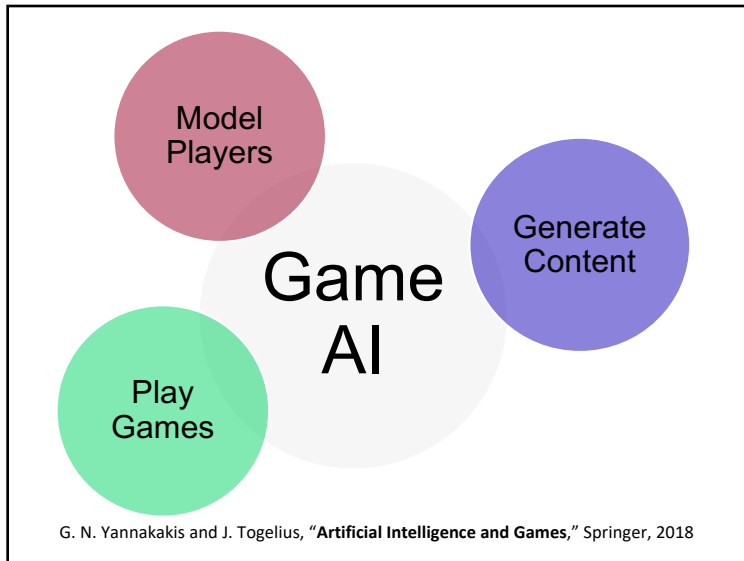 Model
Players
Generate
Content
Game
AI
Play
Games
G. N. Yannakakis and J. Togelius, “Artificial Intelligence and Games,” Springer, 2018